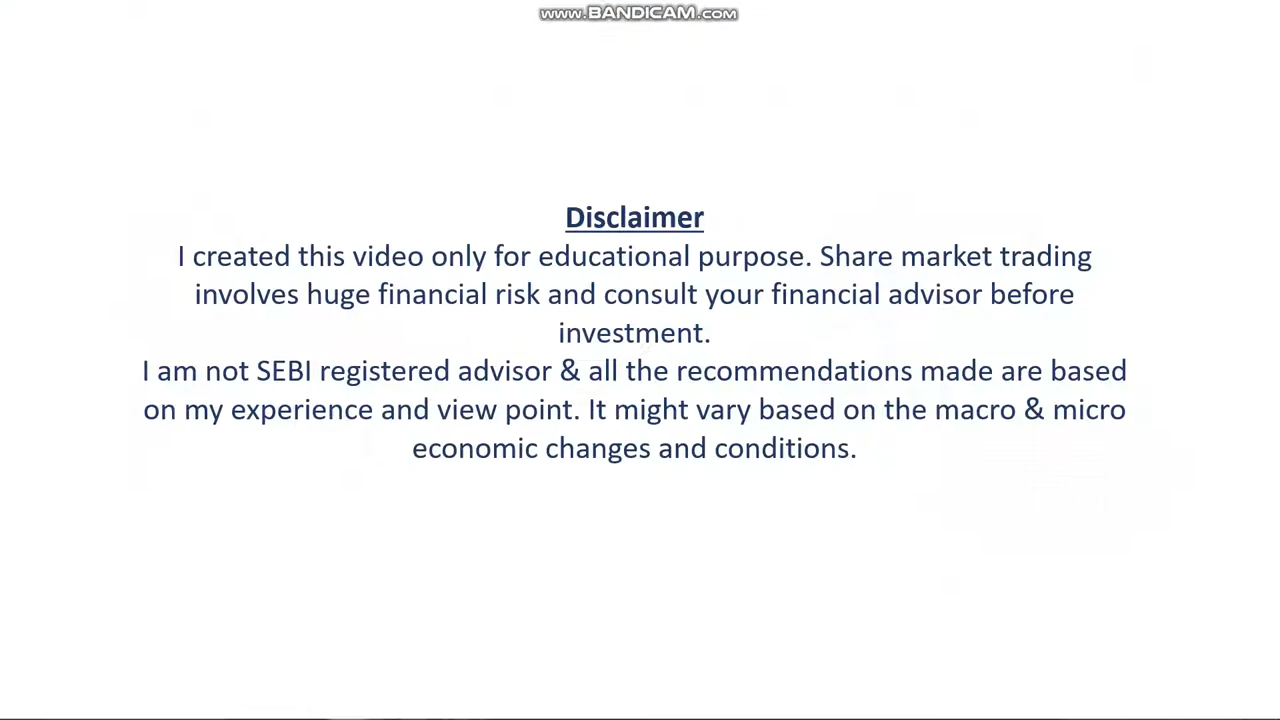 www.BANDICAM.com
Disclaimer
I created this video only for educational purpose. Share market trading
involves huge financial risk and consult your financial advisor before
investment.
I am not SEBI registered advisor & all the recommendations made are based
on my experience and view point. It might vary based on the macro & micro
economic changes and conditions.